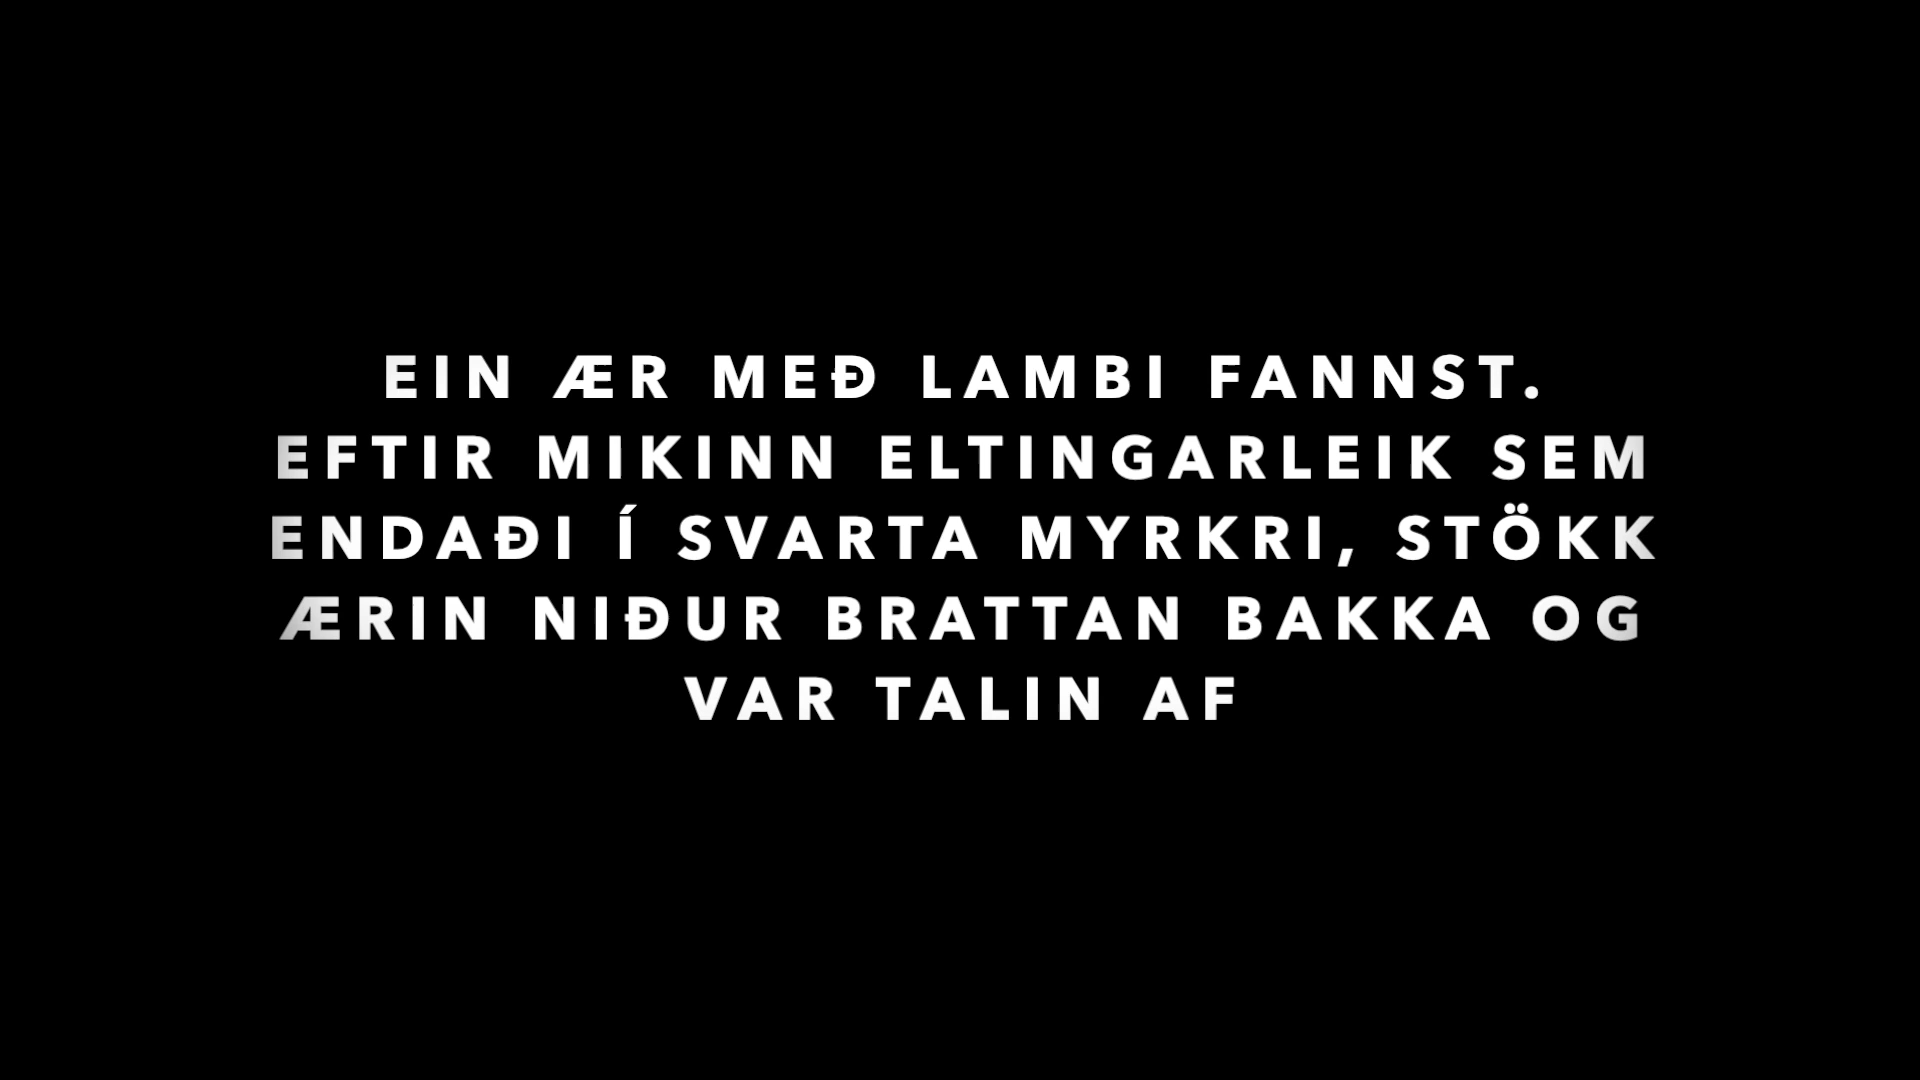 EIN ÆR MEÐ LAMBI FANNST.
EFTIR MIKINN ELTINGARLEIK SEM
ENDAÐI Í SVARTA MYRKRI, STÖKK
ÆRIN NIÐUR BRATTAN BAKKA OG
VAR TALIN AF